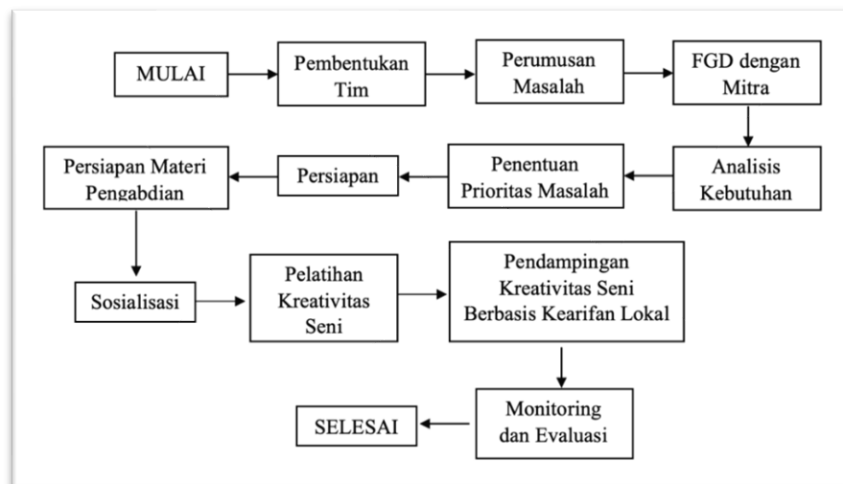 MULAI
Pembentukan
Tim
Perumusan
Masalah
FGD dengan
Mitra
Analisis
Kebutuhan
Penentuan
Prioritas Masalah
Persiapan
Persiapan Materi
Pengabdian
Sosialisasi
Pelatihan
Kreativitas
Seni
Pendampingan
Kreativitas Seni
Berbasis Kearifan Lokal
Monitoring
dan Evaluasi
SELESAI